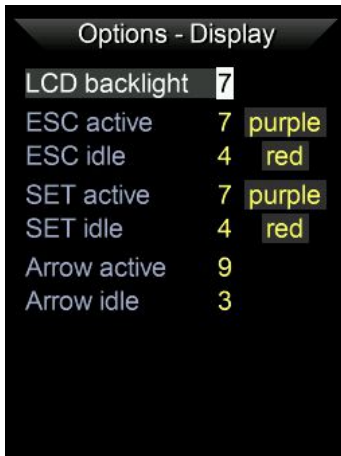 Options - Display
LCD backlight 7
ESC active 7 purple
ESC idle 4 red
SET active 7 purple
SET idle 4 red
Arrow active 9
Arrow idle 3